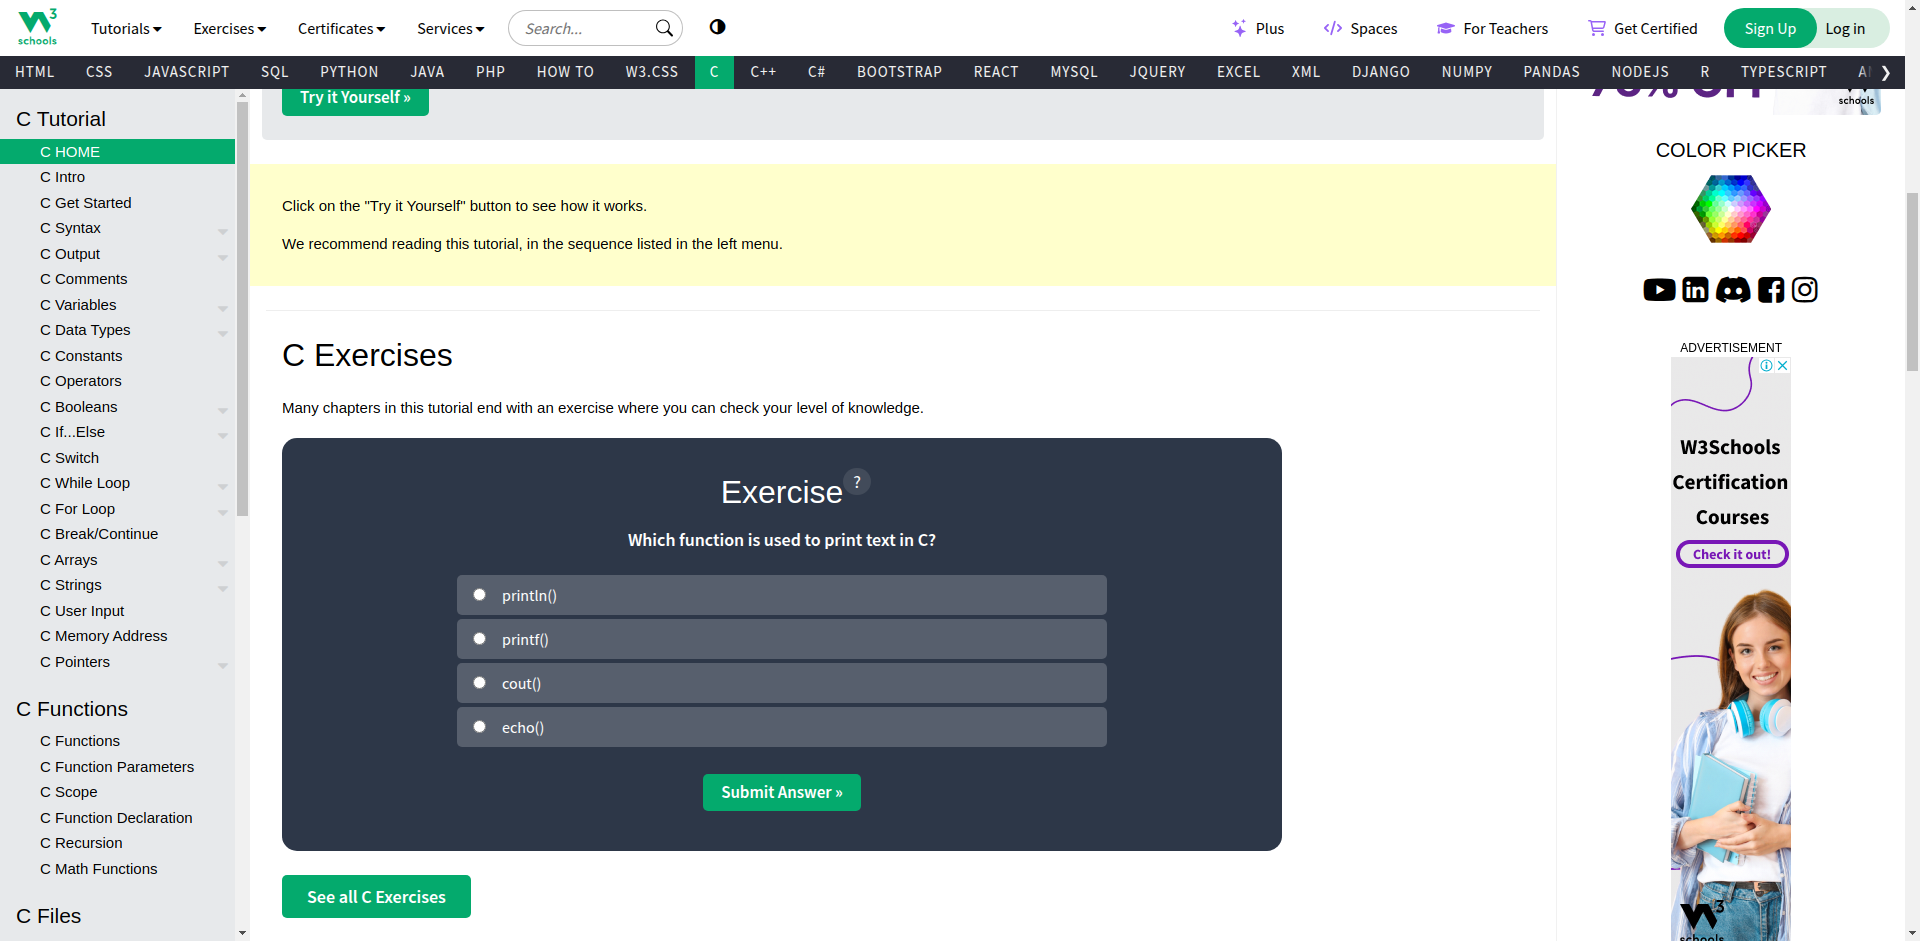 W3 schools
Tutorials Exercises Certificates Services Search... Plus Spaces For Teachers Get Certified Sign Up Log in
HTML CSS JAVASCRIPT SQL PYTHON JAVA PHP HOW TO W3.CSS C C++ C# BOOTSTRAP REACT MYSQL JQUERY EXCEL XML DJANGO NUMPY PANDAS NODEJS R TYPESCRIPT
C Tutorial
C HOME
C Intro
C Get Started
C Syntax
C Output
C Comments
C Variables
C Data Types
C Constants
C Operators
C Booleans
C If...Else
C Switch
C While Loop
C For Loop
C Break/Continue
C Arrays
C Strings
C User Input
C Memory Address
C Pointers
C Functions
C Functions
C Function Parameters
C Scope
C Function Declaration
C Recursion
C Math Functions
C Files
Try it Yourself »
Click on the "Try it Yourself" button to see how it works.
We recommend reading this tutorial, in the sequence listed in the left menu.
C Exercises
Many chapters in this tutorial end with an exercise where you can check your level of knowledge.
Exercise ?
Which function is used to print text in C?
println()
printf()
cout()
echo()
Submit Answer »
See all C Exercises
schools
COLOR PICKER
ADVERTISEMENT
W3Schools
Certification
Courses
Check it out!
W3
schools